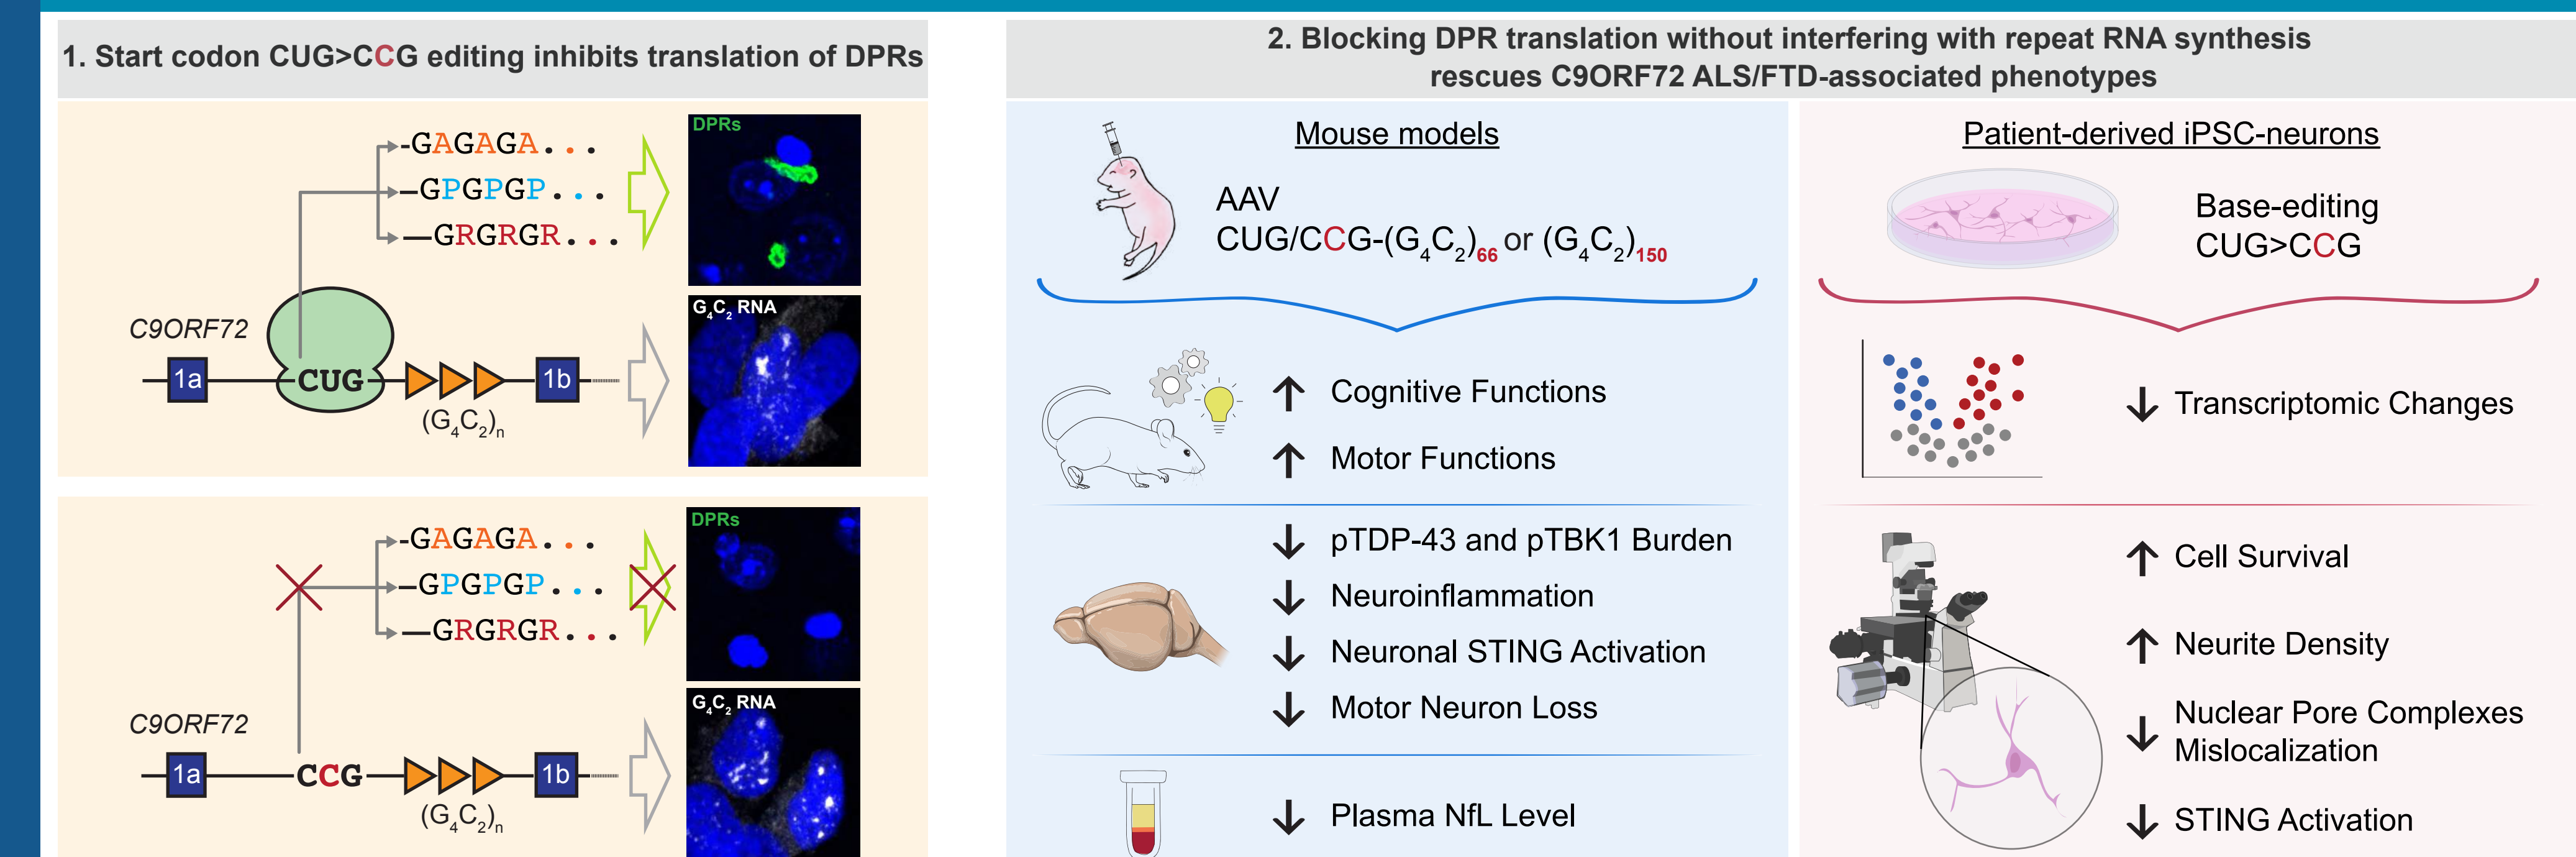 1. Start codon CUG>CCG editing inhibits translation of DPRs
-GAGAGA...
-GPGPGP...
-GRGRGR...
DPRs
C9ORF72
1a
CUG
(G4C2)n
1b
G4C2 RNA
-GAGAGA...
-GPGPGP...
-GRGRGR...
DPRs
C9ORF72
1a
CCG
(G4C2)n
1b
G4C2 RNA
2. Blocking DPR translation without interfering with repeat RNA synthesis
rescues C9ORF72 ALS/FTD-associated phenotypes
Mouse models
AAV
CUG/CCG-(G4C2)66 or (G4C2)150
↑ Cognitive Functions
↑ Motor Functions
↓ pTDP-43 and pTBK1 Burden
↓ Neuroinflammation
↓ Neuronal STING Activation
↓ Motor Neuron Loss
↓ Plasma NfL Level
Patient-derived iPSC-neurons
Base-editing
CUG>CCG
↓ Transcriptomic Changes
↑ Cell Survival
↑ Neurite Density
↓ Nuclear Pore Complexes
Mislocalization
↓ STING Activation